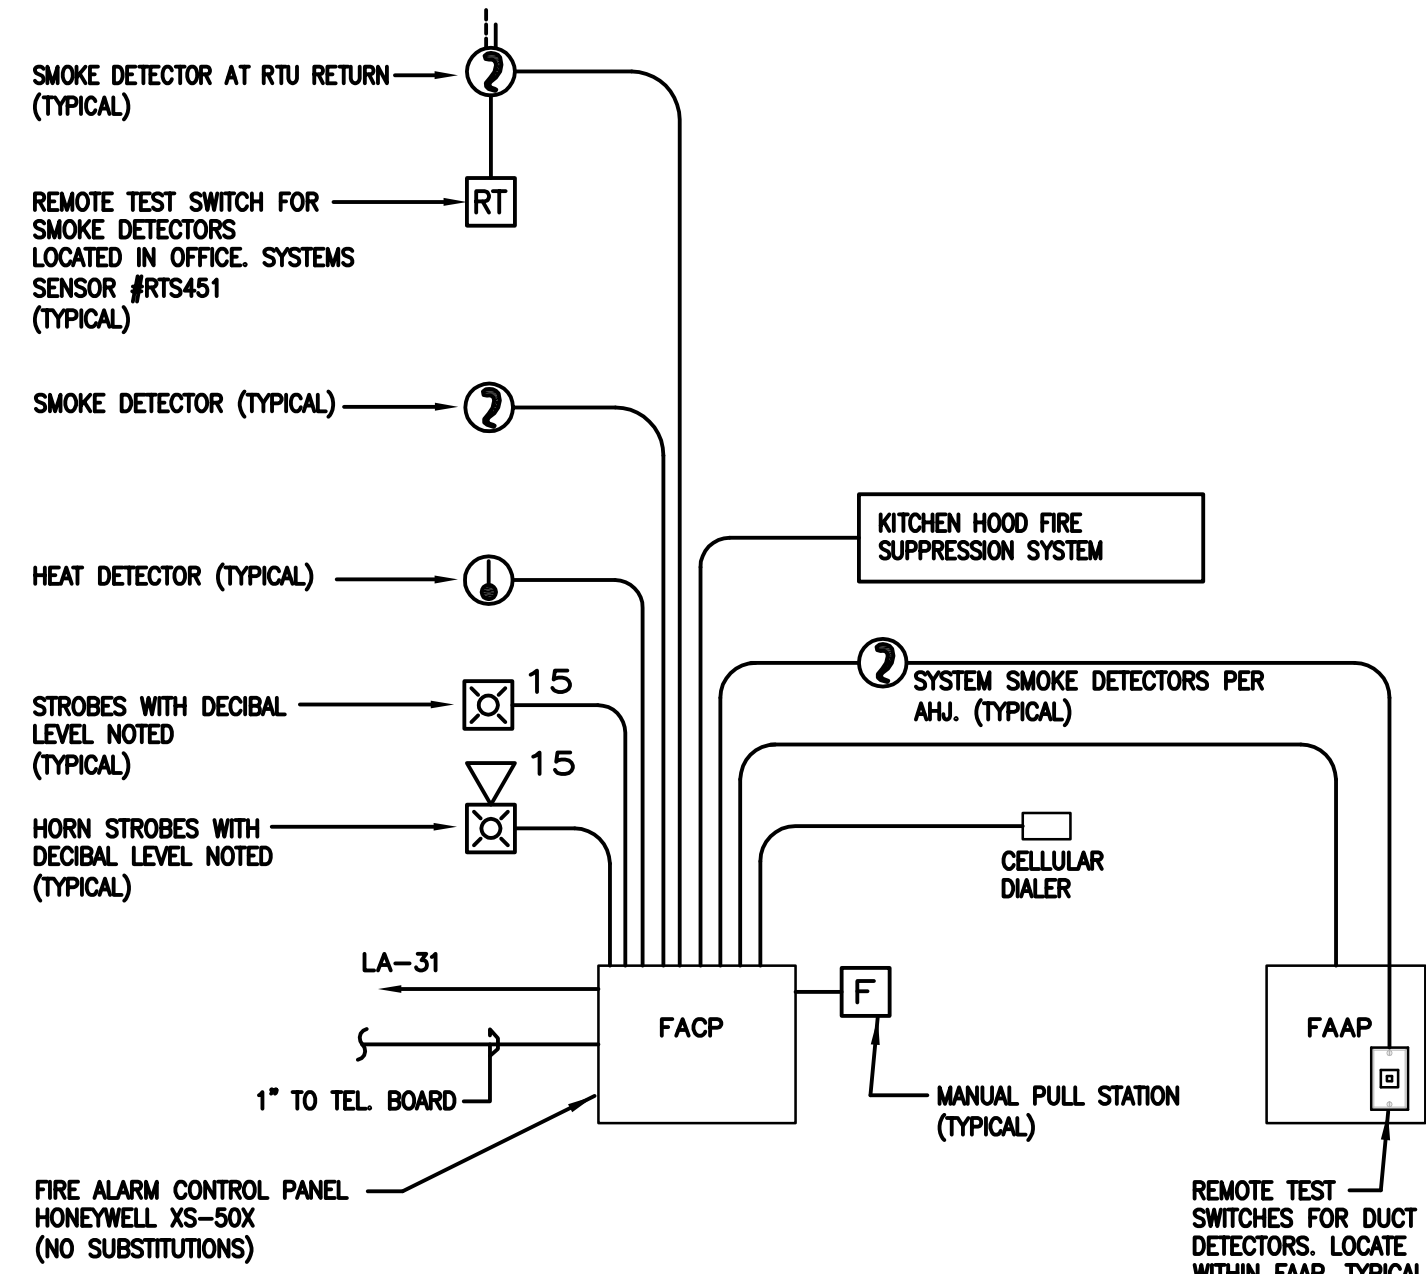 SMOKE DETECTOR AT RTU RETURN
(TYPICAL)
REMOTE TEST SWITCH FOR
SMOKE DETECTORS
LOCATED IN OFFICE. SYSTEMS
SENSOR #RTS451
(TYPICAL)
RT
SMOKE DETECTOR (TYPICAL)
KITCHEN HOOD FIRE
SUPPRESSION SYSTEM
HEAT DETECTOR (TYPICAL)
SYSTEM SMOKE DETECTORS PER
AHJ. (TYPICAL)
15
STROBES WITH DECIBAL
LEVEL NOTED
(TYPICAL)
15
HORN STROBES WITH
DECIBAL LEVEL NOTED
(TYPICAL)
CELLULAR
DIALER
LA-31
FACP
F
FAAP
1" TO TEL. BOARD
MANUAL PULL STATION
(TYPICAL)
FIRE ALARM CONTROL PANEL
HONEYWELL XS-50X
(NO SUBSTITUTIONS)
REMOTE TEST
SWITCHES FOR DUCT
DETECTORS. LOCATE
WITHIN FAAP. TYPICAL